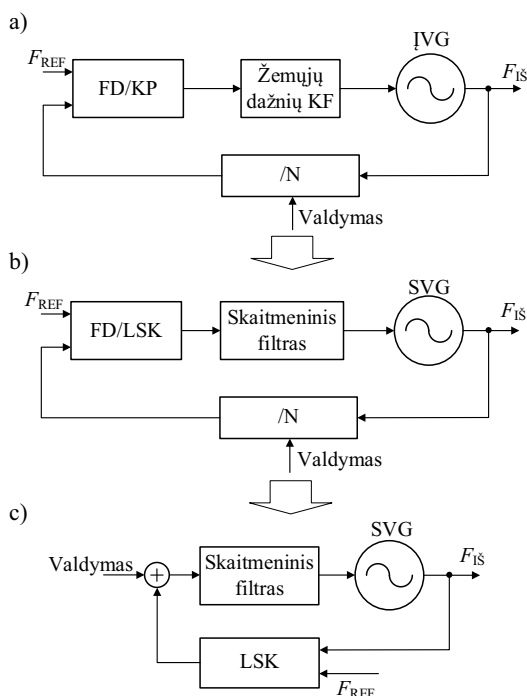 a)
ĮVG
F_REF
FD/KP
Žemųjų
dažnių KF
F_IŠ
/N
Valdymas
b)
SVG
F_REF
FD/LSK
Skaitmeninis
filtras
F_IŠ
/N
Valdymas
c)
SVG
Valdymas
+
Skaitmeninis
filtras
F_IŠ
LSK
F_REF